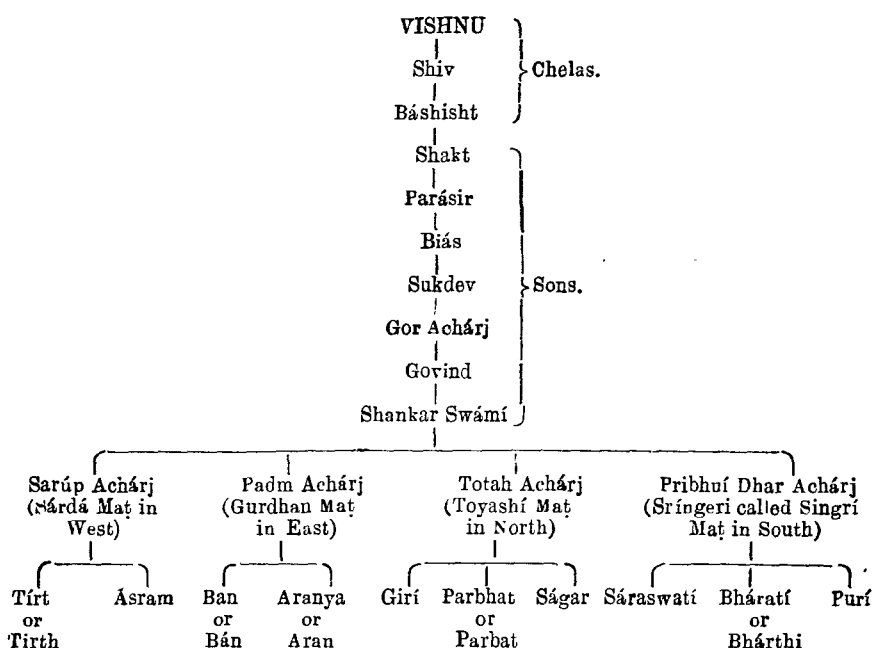 VISHNU
Shiv
Chelas.
Báshisht
Shakt
Parásir
Biás
Sukdev
Sons.
Gor Achárj
Govind
Shankar Swámí
Sarúp Achárj
(Sárdá Maṭ in
West)
Padm Achárj
(Gurdhan Maṭ
in East)
Totah Achárj
(Toyashí Maṭ
in North)
Pribhuí Dhar Achárj
(Sríngeri called Singrí
Maṭ in South)
Tírt
or
Tirth
Ásram
Ban
or
Bán
Aranya
or
Aran
Girí
Parbhat
or
Parbat
Ságar
Sáraswatí
Bháratí
or
Bhárthi
Purí